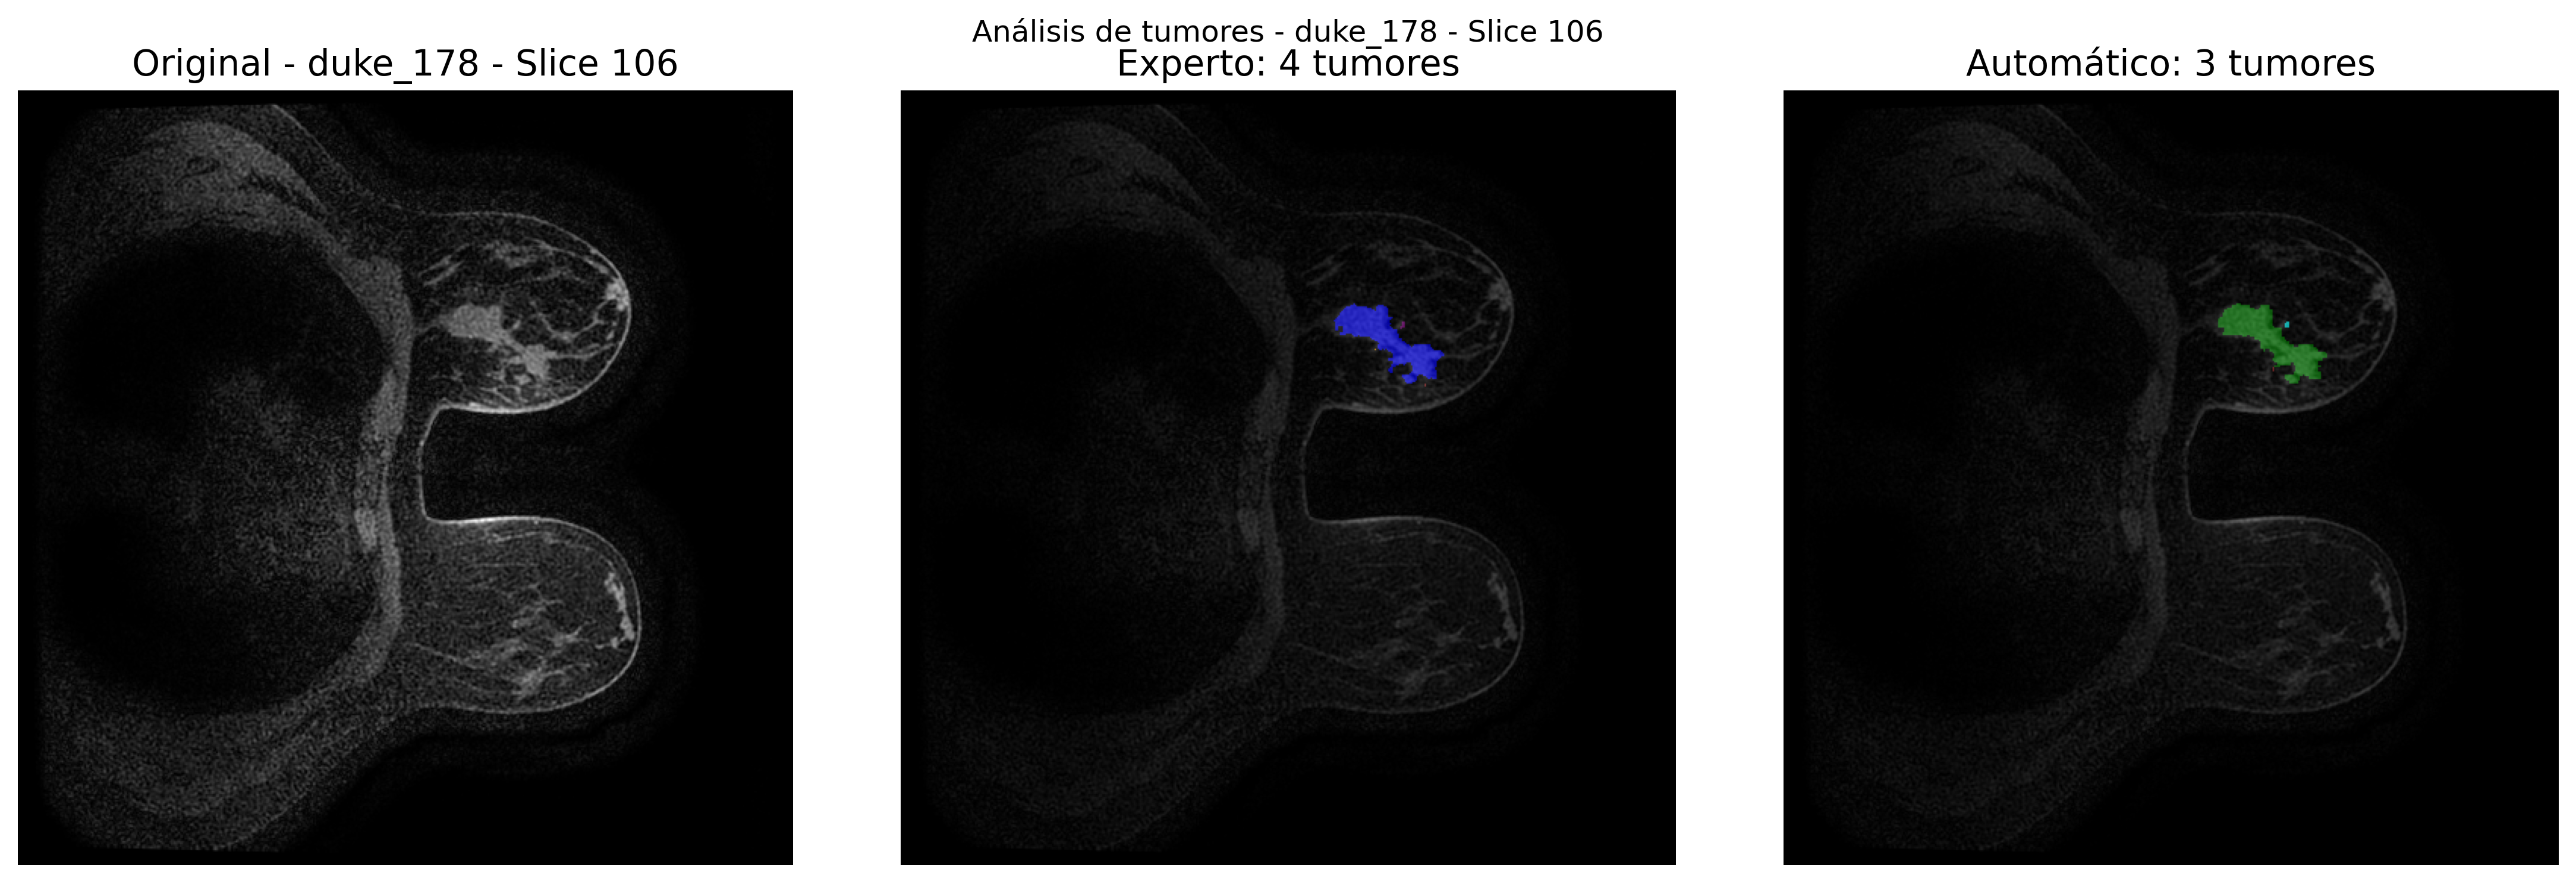 Análisis de tumores - duke_178 - Slice 106
Original - duke_178 - Slice 106
Experto: 4 tumores
Automático: 3 tumores